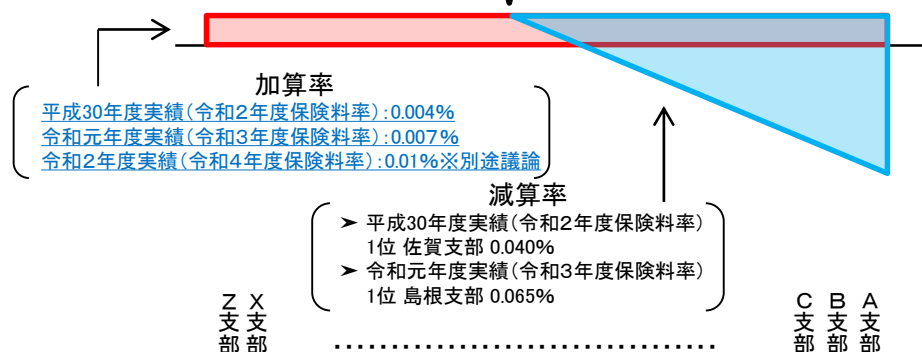 加算率
平成30年度実績(令和2年度保険料率):0.004%
令和元年度実績(令和3年度保険料率):0.007%
令和2年度実績(令和4年度保険料率):0.01%※別途議論
減算率
➤ 平成30年度実績(令和2年度保険料率)
1位 佐賀支部 0.040%
➤ 令和元年度実績(令和3年度保険料率)
1位 島根支部 0.065%
Z支部
X支部
………………………………
C支部
B支部
A支部